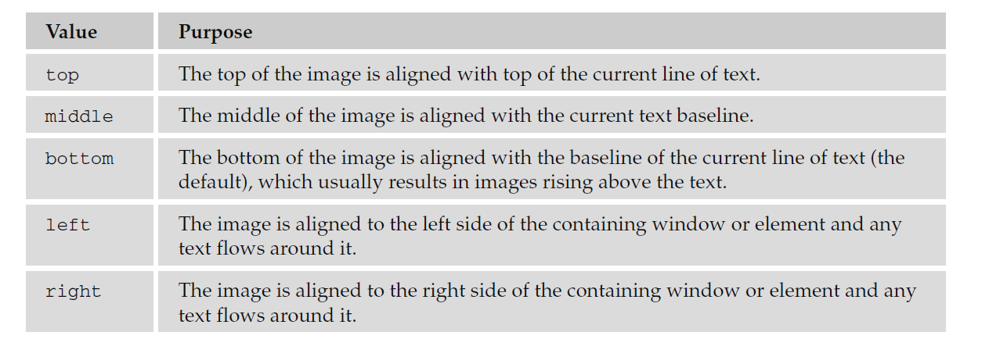 Value Purpose
top The top of the image is aligned with top of the current line of text.
middle The middle of the image is aligned with the current text baseline.
bottom The bottom of the image is aligned with the baseline of the current line of text (the
default), which usually results in images rising above the text.
left The image is aligned to the left side of the containing window or element and any
text flows around it.
right The image is aligned to the right side of the containing window or element and any
text flows around it.